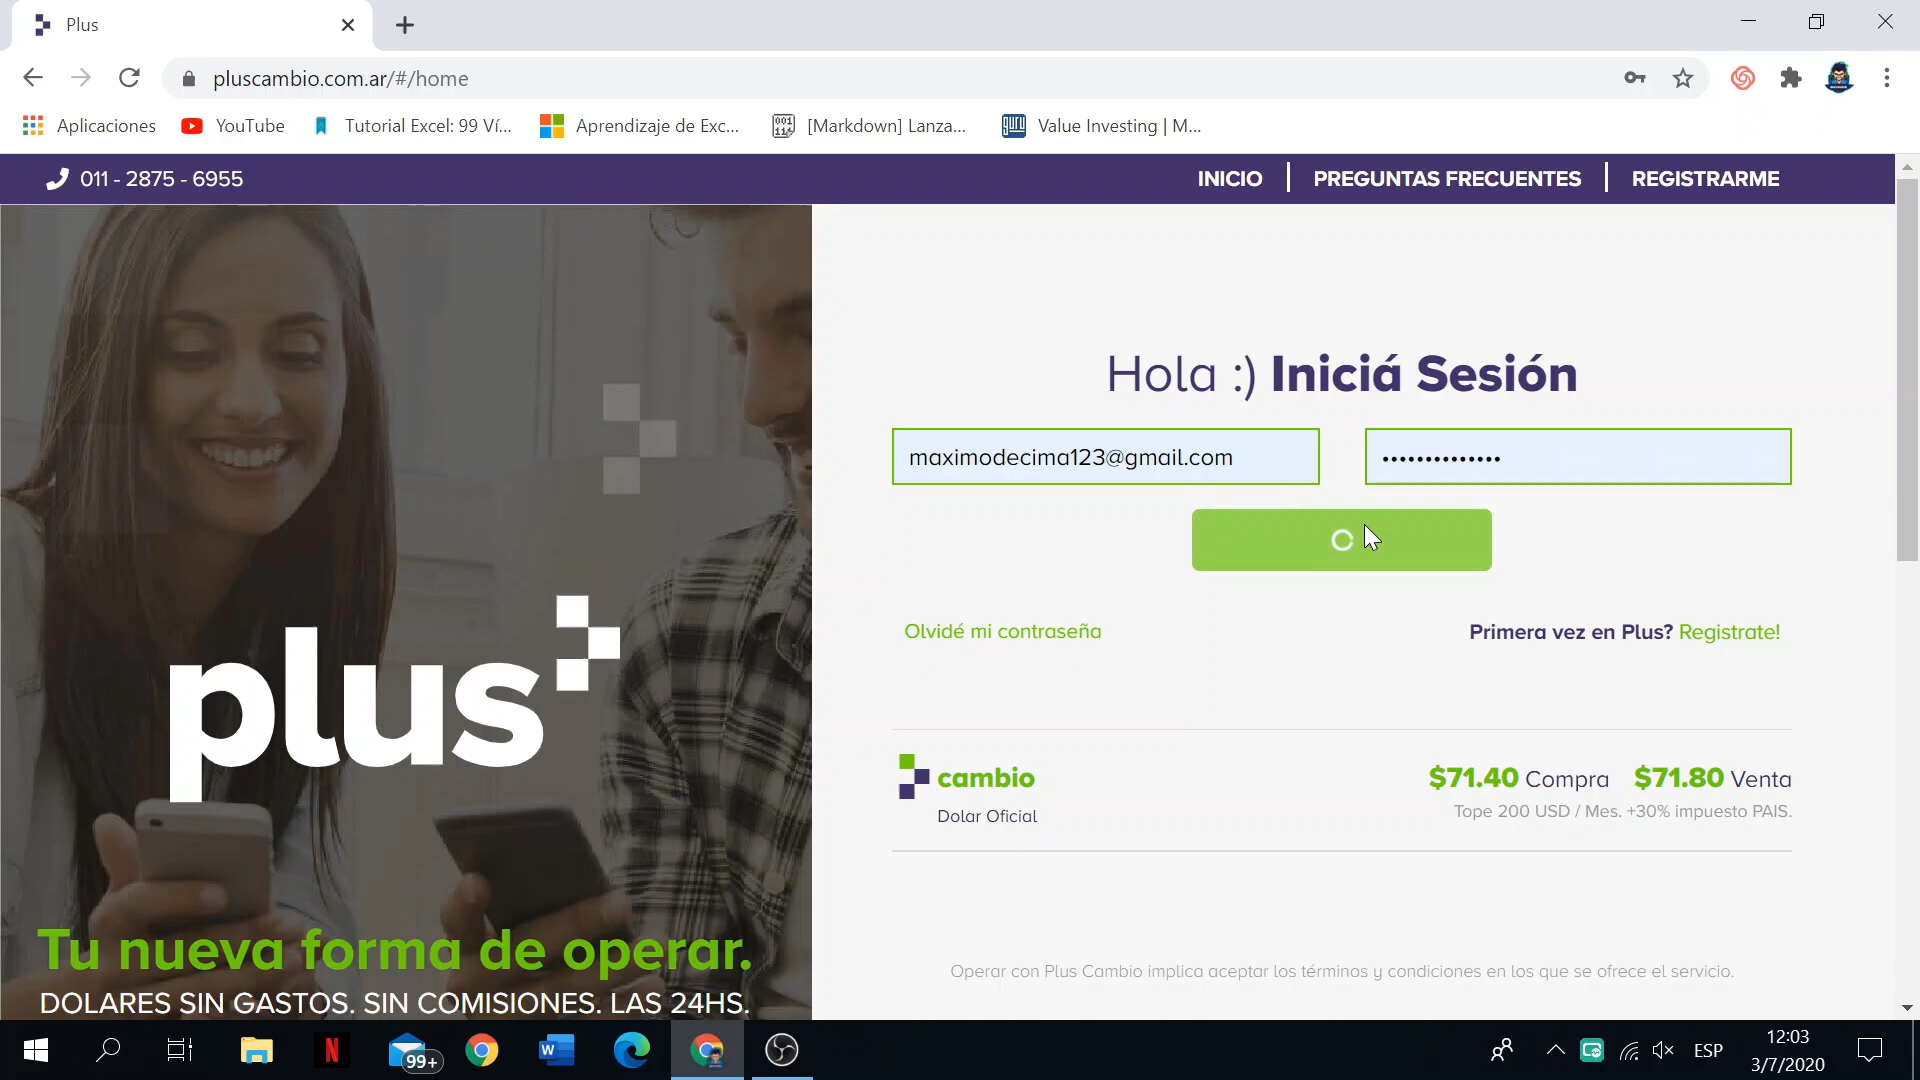 Plus
pluscambio.com.ar/#/home
Aplicaciones YouTube Tutorial Excel: 99 Ví... Aprendizaje de Exc... [Markdown] Lanza... guru Value Investing | M...
011 - 2875 - 6955 INICIO PREGUNTAS FRECUENTES REGISTRARME
Hola :) Iniciá Sesión
maximodecima123@gmail.com ••••••••••••••
Olvidé mi contraseña Primera vez en Plus? Registrate!
plus
cambio $71.40 Compra $71.80 Venta
Dolar Oficial Tope 200 USD / Mes. +30% impuesto PAIS.
Tu nueva forma de operar.
DOLARES SIN GASTOS. SIN COMISIONES. LAS 24HS.
Operar con Plus Cambio implica aceptar los términos y condiciones en los que se ofrece el servicio.
N 99+ W ESP 12:03
3/7/2020